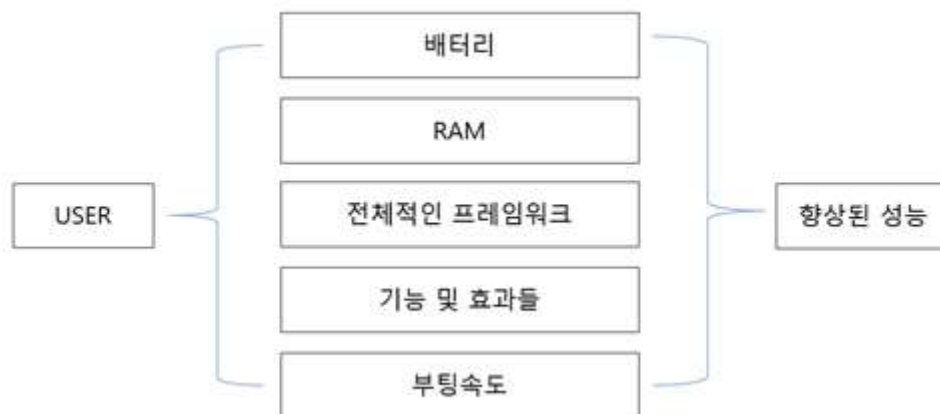 배터리
RAM
USER
전체적인 프레임워크
향상된 성능
기능 및 효과들
부팅속도